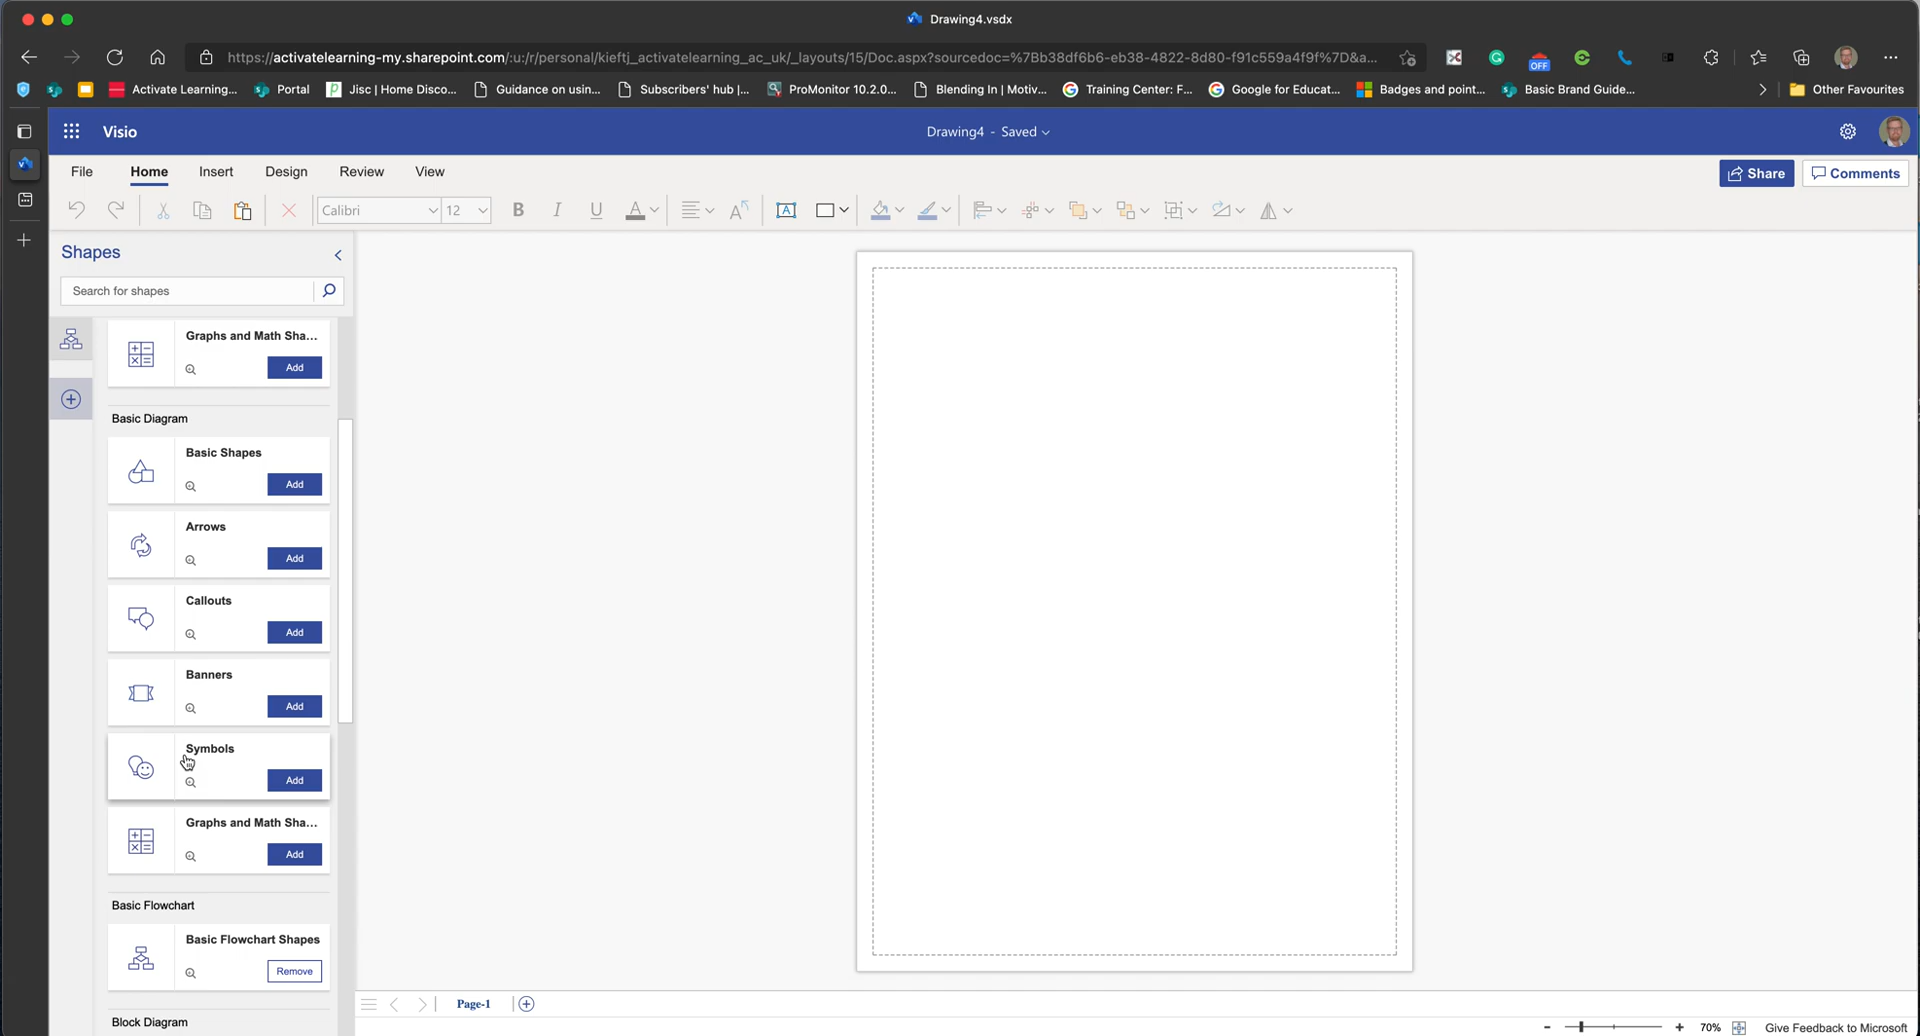 Drawing4.vsdx
https://activatelearning-my.sharepoint.com/:u:/r/personal/kieftj_activatelearning_ac_uk/_layouts/15/Doc.aspx?sourcedoc=%7Bb38df6b6-eb38-4822-8d80-f91c559a4f9f%7D&a...
OFF
Activate Learning... Portal Jisc | Home Disco... Guidance on usin... Subscribers' hub |... ProMonitor 10.2.0... Blending In | Motiv... Training Center: F... Google for Educat... Badges and point... Basic Brand Guide... Other Favourites
Visio Drawing4 - Saved
File Home Insert Design Review View Share Comments
Calibri 12 B I U A
Shapes
Search for shapes
Graphs and Math Sha...
Add
Basic Diagram
Basic Shapes
Add
Arrows
Add
Callouts
Add
Banners
Add
Symbols
Add
Graphs and Math Sha...
Add
Basic Flowchart
Basic Flowchart Shapes
Remove
Block Diagram
Page-1
70% Give Feedback to Microsoft